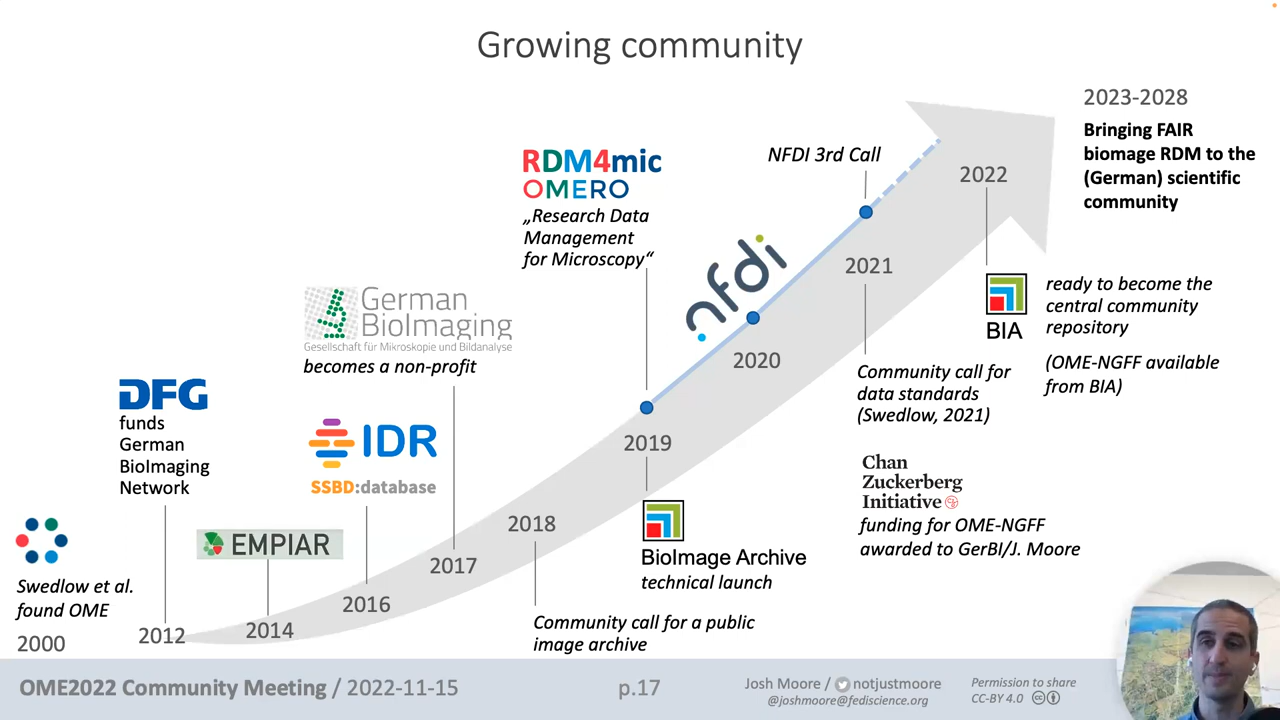 Growing community
2023-2028
Bringing FAIR
biomage RDM to the
(German) scientific
community
RDM4mic
OMERO
„Research Data
Management
for Microscopy“
NFDI 3rd Call
2022
nfdi
2021
BIA
ready to become the
central community
repository
(OME-NGFF available
from BIA)
German
BioImaging
Gesellschaft für Mikroskopie und Bildanalyse
becomes a non-profit
2020
Community call for
data standards
(Swedlow, 2021)
DFG
funds
German
BioImaging
Network
IDR
SSBD:database
2019
Chan
Zuckerberg
Initiative
funding for OME-NGFF
awarded to GerBI/J. Moore
BioImage Archive
technical launch
2018
EMPIAR
2017
Swedlow et al.
found OME
2000
2012
2014
2016
Community call for a public
image archive
OME2022 Community Meeting / 2022-11-15
p.17
Josh Moore / notjustmoore
@joshmoore@fediscience.org
Permission to share
CC-BY 4.0